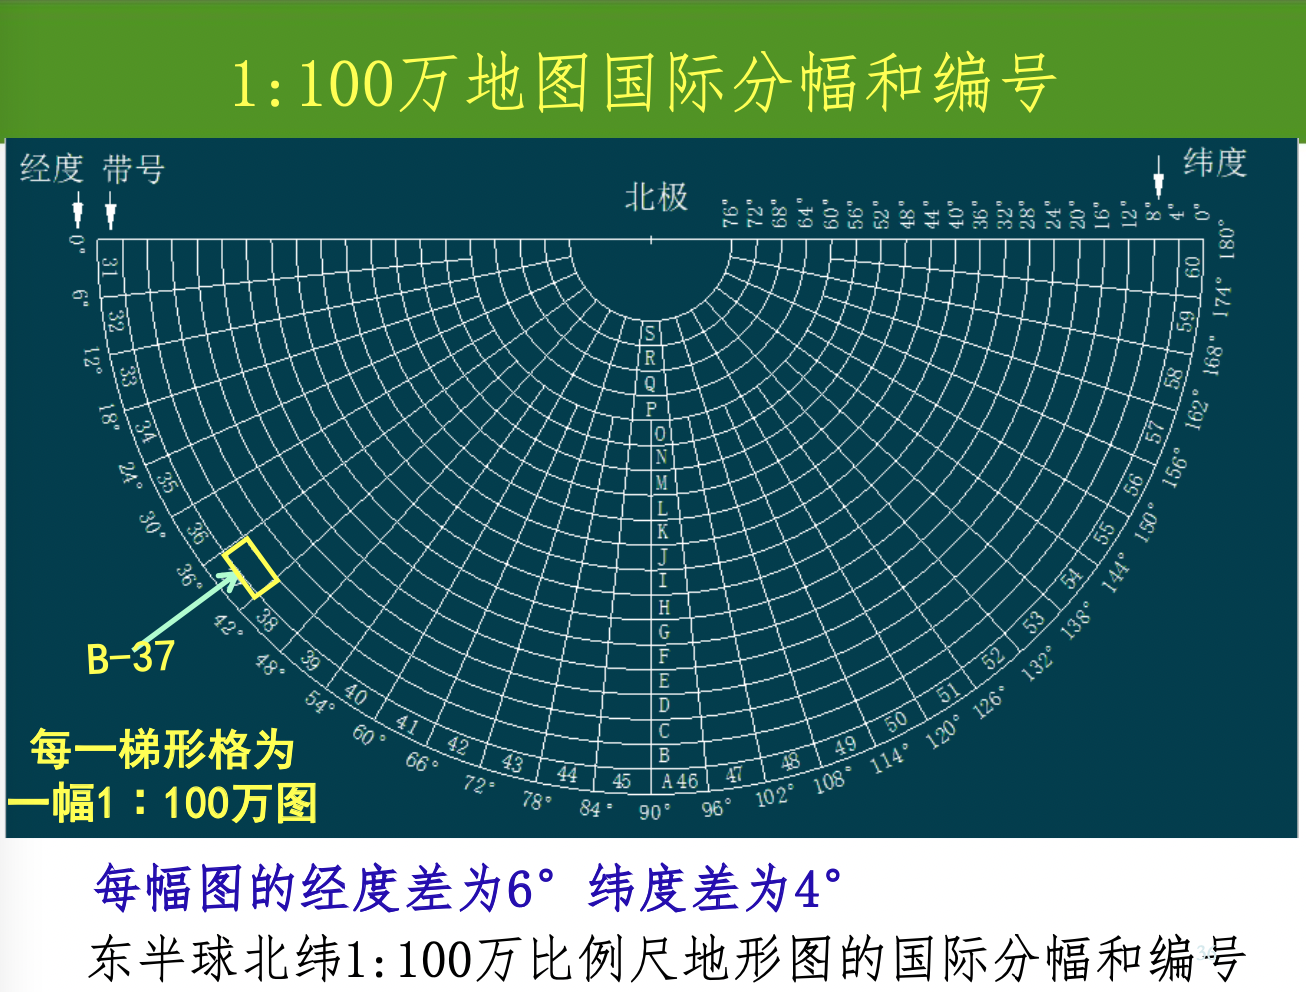 1:100万地图国际分幅和编号
经度 带号
北极
纬度
76° 72° 68° 64° 60° 56° 52° 48° 44° 40° 36° 32° 28° 24° 20° 16° 12° 8° 4° 0°
0° 6° 12° 18° 24° 30° 36° 42° 48° 54° 60° 66° 72° 78° 84° 90° 96° 102° 108° 114° 120° 126° 132° 138° 144° 150° 156° 162° 168° 174° 180°
31 32 33 34 35 36 38 39 40 41 42 43 44 45 46 47 48 49 50 51 52 53 54 55 56 57 58 59 60
S
R
Q
P
O
N
M
L
K
J
I
H
G
F
E
D
C
B
A
B-37
每一梯形格为
一幅1：100万图
每幅图的经度差为6° 纬度差为4°
东半球北纬1:100万比例尺地形图的国际分幅和编号